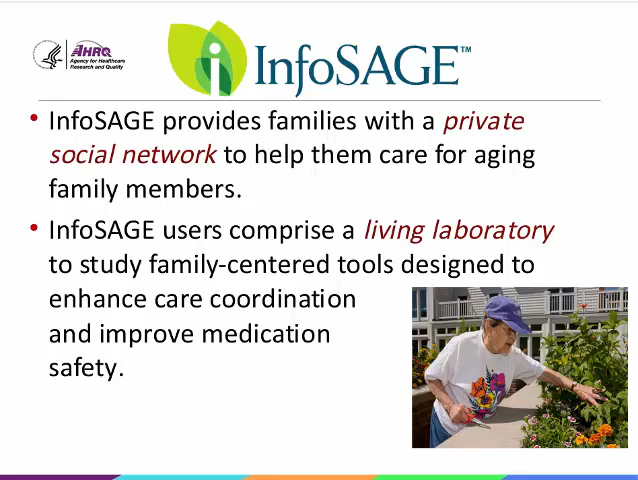 AHRQ
Agency for Healthcare
Research and Quality
InfoSAGE™
• InfoSAGE provides families with a private
social network to help them care for aging
family members.
• InfoSAGE users comprise a living laboratory
to study family-centered tools designed to
enhance care coordination
and improve medication
safety.